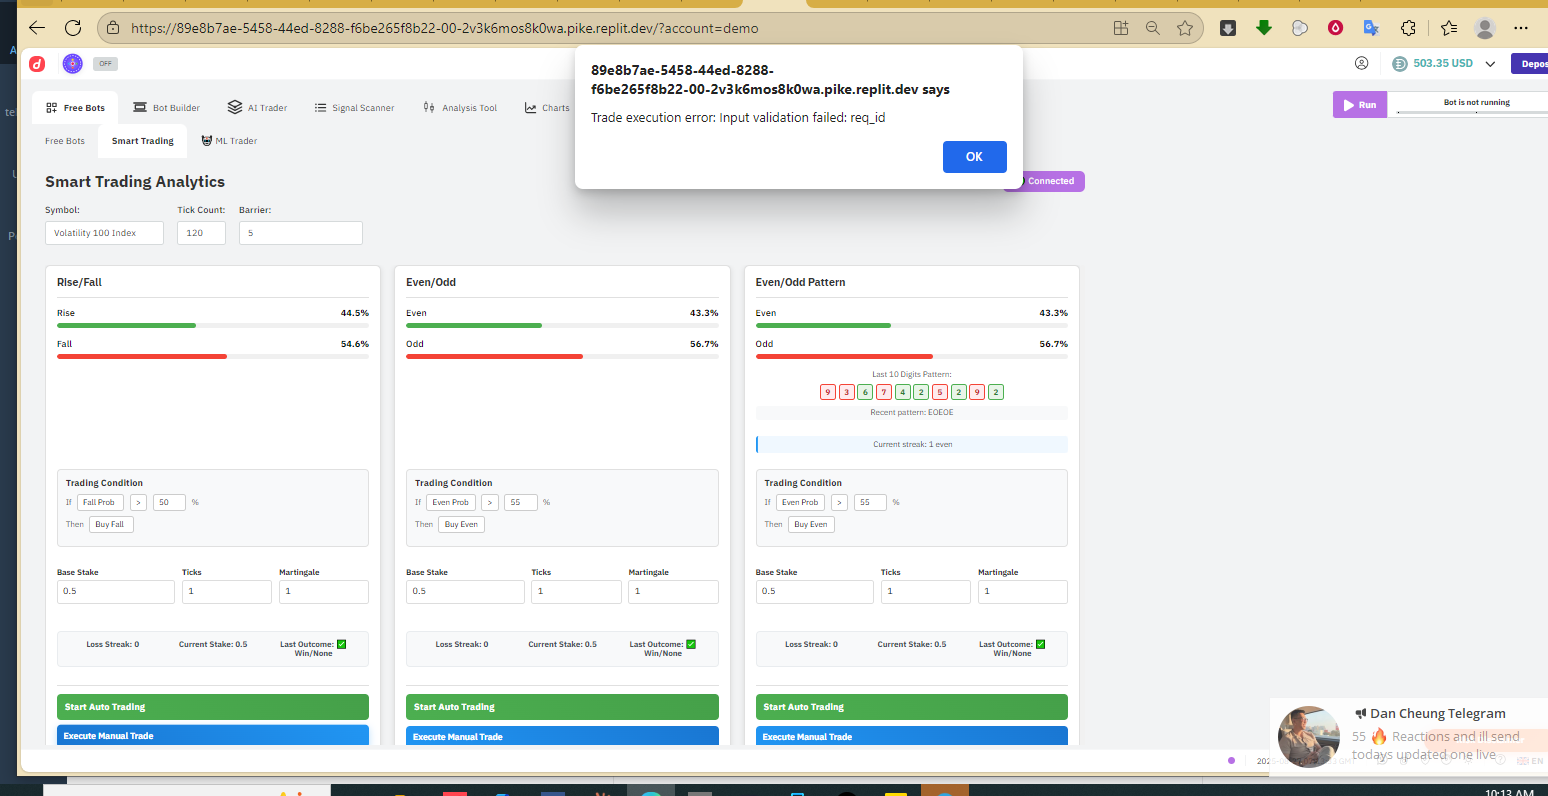 https://89e8b7ae-5458-44ed-8288-f6be265f8b22-00-2v3k6mos8k0wa.pike.replit.dev/?account=demo
89e8b7ae-5458-44ed-8288-
f6be265f8b22-00-2v3k6mos8k0wa.pike.replit.dev says
Trade execution error: Input validation failed: req_id
OK
OFF
503.35 USD
Depos
Free Bots
Bot Builder
AI Trader
Signal Scanner
Analysis Tool
Charts
Run
Bot is not running
Free Bots
Smart Trading
ML Trader
Smart Trading Analytics
Connected
Symbol: Tick Count: Barrier:
Volatility 100 Index 120 5
Rise/Fall
Rise 44.5%
Fall 54.6%
Trading Condition
If Fall Prob > 50 %
Then Buy Fall
Base Stake Ticks Martingale
0.5 1 1
Loss Streak: 0 Current Stake: 0.5 Last Outcome: ✅
Win/None
Start Auto Trading
Execute Manual Trade
Even/Odd
Even 43.3%
Odd 56.7%
Trading Condition
If Even Prob > 55 %
Then Buy Even
Base Stake Ticks Martingale
0.5 1 1
Loss Streak: 0 Current Stake: 0.5 Last Outcome: ✅
Win/None
Start Auto Trading
Execute Manual Trade
Even/Odd Pattern
Even 43.3%
Odd 56.7%
Last 10 Digits Pattern:
9 3 6 7 4 2 5 2 9 2
Recent pattern: EOEOE
Current streak: 1 even
Trading Condition
If Even Prob > 55 %
Then Buy Even
Base Stake Ticks Martingale
0.5 1 1
Loss Streak: 0 Current Stake: 0.5 Last Outcome: ✅
Win/None
Start Auto Trading
Execute Manual Trade
Dan Cheung Telegram
55 🔥 Reactions and ill send
todays updated one live
EN
10:13 AM